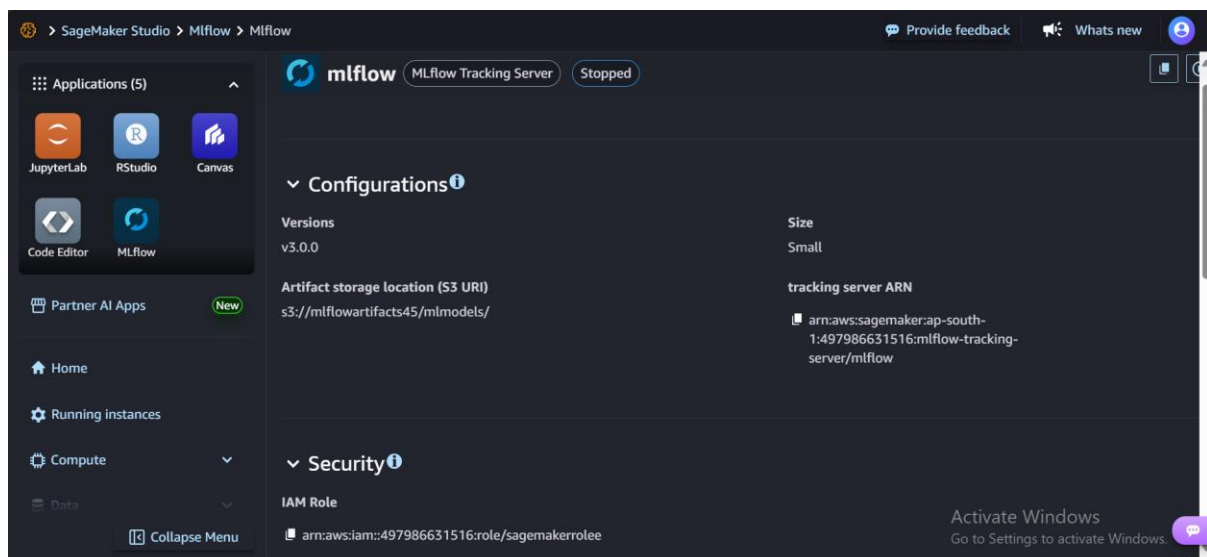 SageMaker Studio > Mlflow > Mlflow
Provide feedback
Whats new
Applications (5)
JupyterLab
RStudio
Canvas
Code Editor
MLflow
Partner AI Apps
New
Home
Running instances
Compute
Data
Collapse Menu
mlflow
MLflow Tracking Server
Stopped
Configurations
Versions
v3.0.0
Size
Small
Artifact storage location (S3 URI)
s3://mlflowartifacts45/mlmodels/
tracking server ARN
arn:aws:sagemaker:ap-south-
1:497986631516:mlflow-tracking-
server/mlflow
Security
IAM Role
arn:aws:iam::497986631516:role/sagemakerrolee
Activate Windows
Go to Settings to activate Windows.